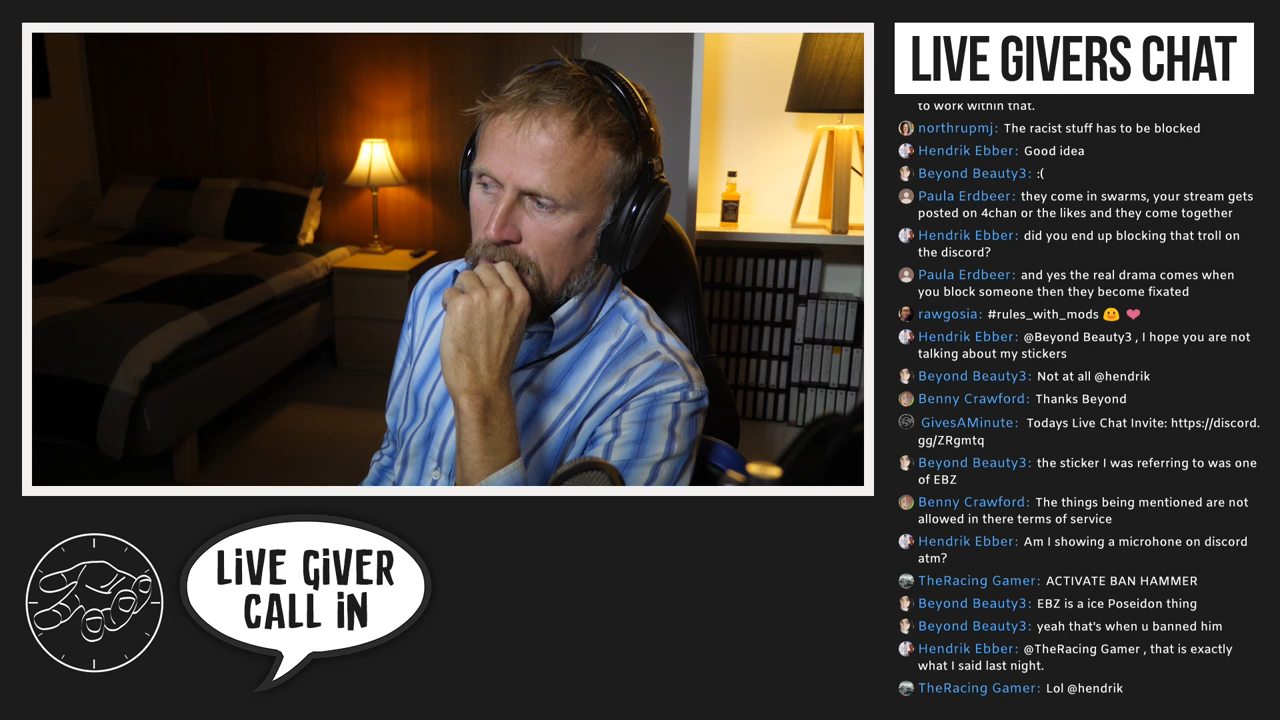 LIVE GIVERS CHAT
to work within that.
northrupmj: The racist stuff has to be blocked
Hendrik Ebber: Good idea
Beyond Beauty3: :(
Paula Erdbeer: they come in swarms, your stream gets
posted on 4chan or the likes and they come together
Hendrik Ebber: did you end up blocking that troll on
the discord?
Paula Erdbeer: and yes the real drama comes when
you block someone then they become fixated
rawgosia: #rules_with_mods
Hendrik Ebber: @Beyond Beauty3 , I hope you are not
talking about my stickers
Beyond Beauty3: Not at all @hendrik
Benny Crawford: Thanks Beyond
GivesAMinute: Todays Live Chat Invite: https://discord.
gg/ZRgmtq
Beyond Beauty3: the sticker I was referring to was one
of EBZ
Benny Crawford: The things being mentioned are not
allowed in there terms of service
Hendrik Ebber: Am I showing a microhone on discord
atm?
TheRacing Gamer: ACTIVATE BAN HAMMER
Beyond Beauty3: EBZ is a ice Poseidon thing
Beyond Beauty3: yeah that's when u banned him
Hendrik Ebber: @TheRacing Gamer , that is exactly
what I said last night.
TheRacing Gamer: Lol @hendrik
LiVE GiVER
CALL iN